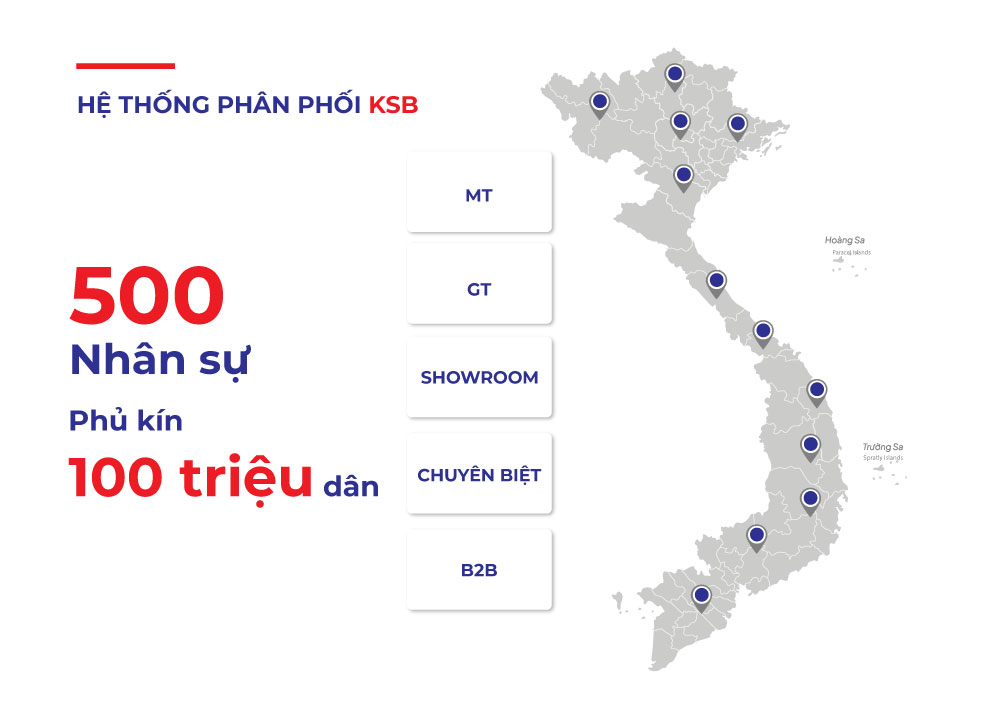 HỆ THỐNG PHÂN PHỐI KSB
500
Nhân sự
Phủ kín
100 triệu dân
MT
GT
SHOWROOM
CHUYÊN BIỆT
B2B
Hoàng Sa
Paracel Islands
Trường Sa
Spratly Islands